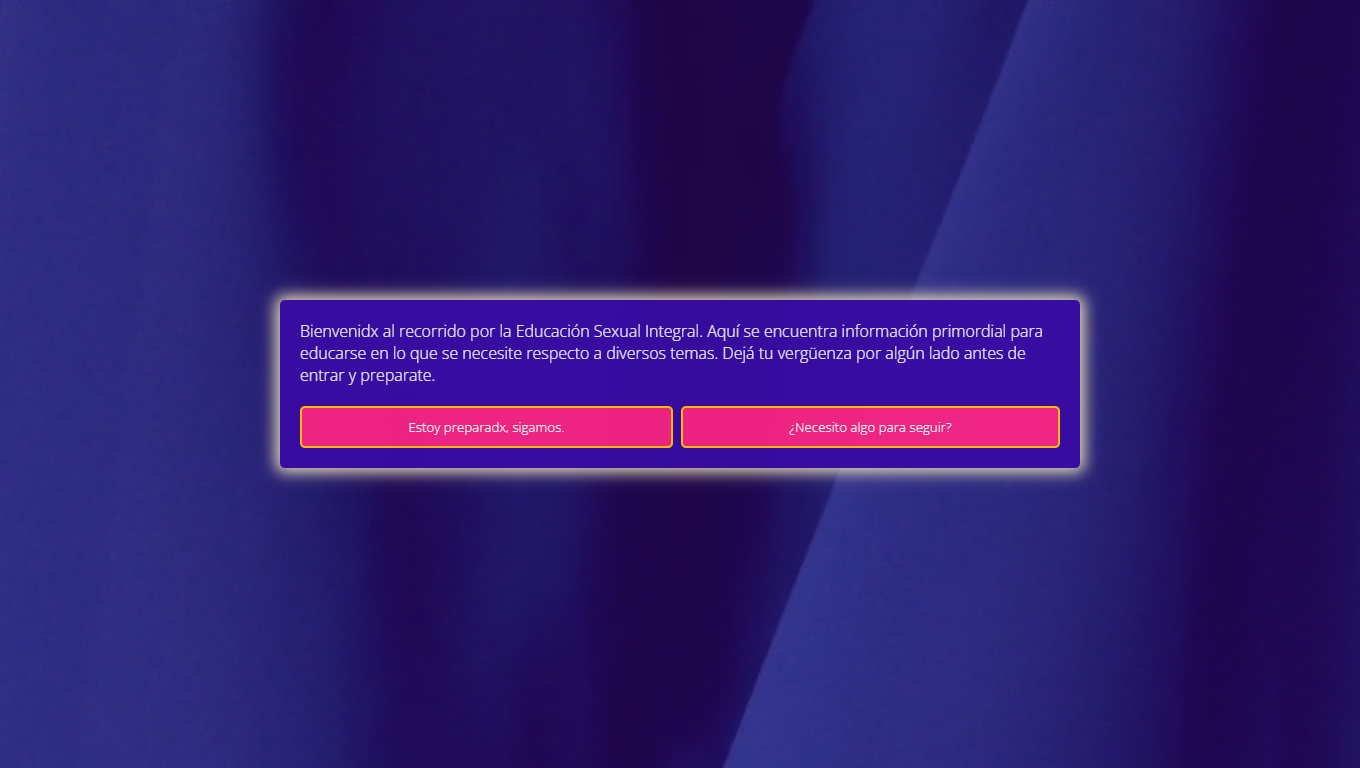 Bienvenidx al recorrido por la Educación Sexual Integral. Aquí se encuentra información primordial para
educarse en lo que se necesite respecto a diversos temas. Dejá tu vergüenza por algún lado antes de
entrar y preparate.
Estoy preparadx, sigamos.
¿Necesito algo para seguir?